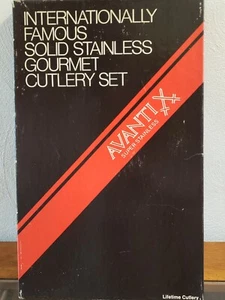 INTERNATIONALLY
FAMOUS
SOLID STAINLESS
GOURMET
CUTLERY SET
AVANTI
SUPER STAINLESS
Lifetime Cutlery